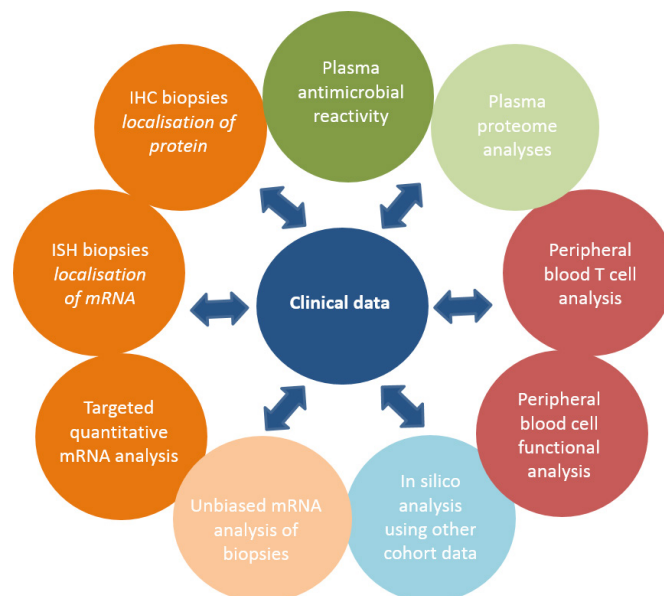 Plasma
antimicrobial
reactivity
Plasma
proteome
analyses
Peripheral
blood T cell
analysis
Peripheral
blood cell
functional
analysis
In silico
analysis
using other
cohort data
Unbiased mRNA
analysis of
biopsies
Targeted
quantitative
mRNA analysis
ISH biopsies
localisation
of mRNA
IHC biopsies
localisation of
protein
Clinical data